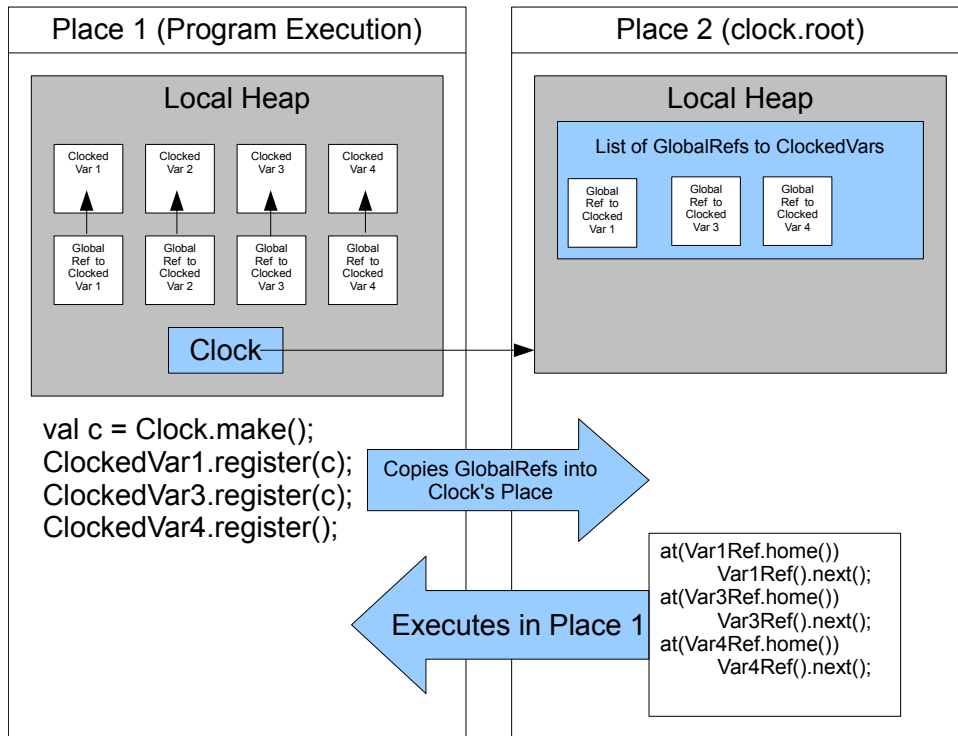 Place 1 (Program Execution)
Local Heap
Clocked
Var 1
Clocked
Var 2
Clocked
Var 3
Clocked
Var 4
Global
Ref to
Clocked
Var 1
Global
Ref to
Clocked
Var 2
Global
Ref to
Clocked
Var 3
Global
Ref to
Clocked
Var 4
Clock
Place 2 (clock.root)
Local Heap
List of GlobalRefs to ClockedVars
Global
Ref to
Clocked
Var 1
Global
Ref to
Clocked
Var 3
Global
Ref to
Clocked
Var 4
val c = Clock.make();
ClockedVar1.register(c);
ClockedVar3.register(c);
ClockedVar4.register();
Copies GlobalRefs into
Clock's Place
Executes in Place 1
at(Var1Ref.home())
Var1Ref().next();
at(Var3Ref.home())
Var3Ref().next();
at(Var4Ref.home())
Var4Ref().next();